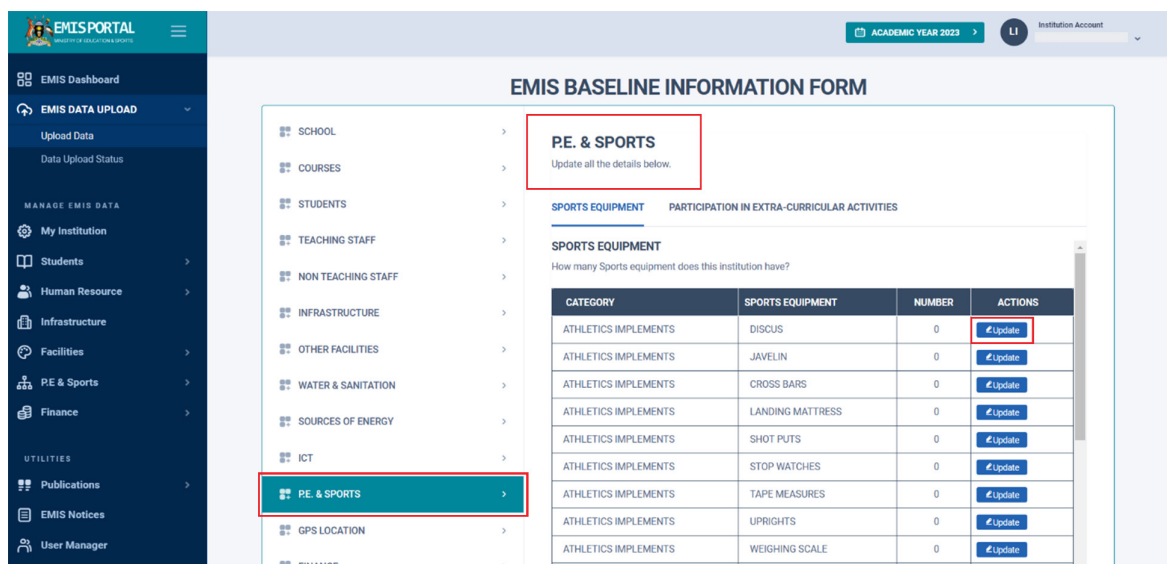 EMIS PORTAL
MINISTRY OF EDUCATION & SPORTS
ACADEMIC YEAR 2023
LI
Institution Account
EMIS Dashboard
EMIS DATA UPLOAD
Upload Data
Data Upload Status
MANAGE EMIS DATA
My Institution
Students
Human Resource
Infrastructure
Facilities
P.E & Sports
Finance
UTILITIES
Publications
EMIS Notices
User Manager
EMIS BASELINE INFORMATION FORM
SCHOOL
COURSES
STUDENTS
TEACHING STAFF
NON TEACHING STAFF
INFRASTRUCTURE
OTHER FACILITIES
WATER & SANITATION
SOURCES OF ENERGY
ICT
P.E. & SPORTS
GPS LOCATION
FINANCE
P.E. & SPORTS
Update all the details below.
SPORTS EQUIPMENT PARTICIPATION IN EXTRA-CURRICULAR ACTIVITIES
SPORTS EQUIPMENT
How many Sports equipment does this institution have?
CATEGORY SPORTS EQUIPMENT NUMBER ACTIONS
ATHLETICS IMPLEMENTS DISCUS 0 Update
ATHLETICS IMPLEMENTS JAVELIN 0 Update
ATHLETICS IMPLEMENTS CROSS BARS 0 Update
ATHLETICS IMPLEMENTS LANDING MATTRESS 0 Update
ATHLETICS IMPLEMENTS SHOT PUTS 0 Update
ATHLETICS IMPLEMENTS STOP WATCHES 0 Update
ATHLETICS IMPLEMENTS TAPE MEASURES 0 Update
ATHLETICS IMPLEMENTS UPRIGHTS 0 Update
ATHLETICS IMPLEMENTS WEIGHING SCALE 0 Update